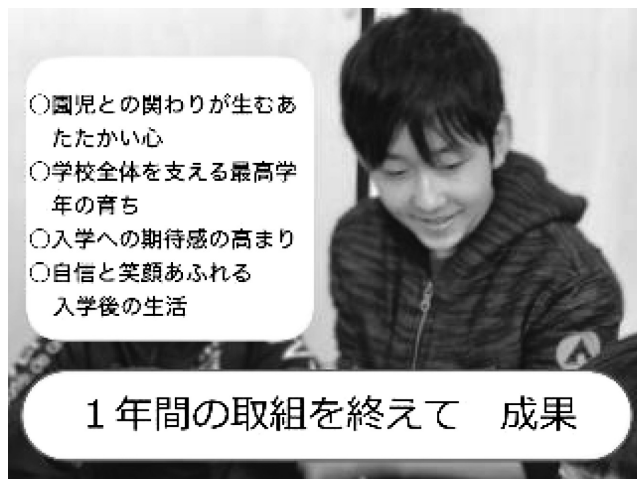 ○園児との関わりが生むあ
たたかい心
○学校全体を支える最高学
年の育ち
○入学への期待感の高まり
○自信と笑顔あふれる
入学後の生活
1年間の取組を終えて 成果